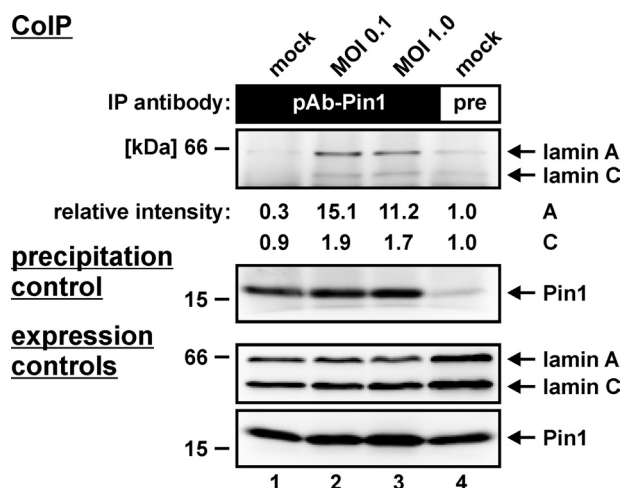 CoIP
mock MOI 0.1 MOI 1.0 mock
IP antibody: pAb-Pin1 pre
[kDa] 66 lamin A
lamin C
relative intensity: 0.3 15.1 11.2 1.0 A
0.9 1.9 1.7 1.0 C
precipitation
control
15 Pin1
expression
controls
66 lamin A
lamin C
15 Pin1
1 2 3 4